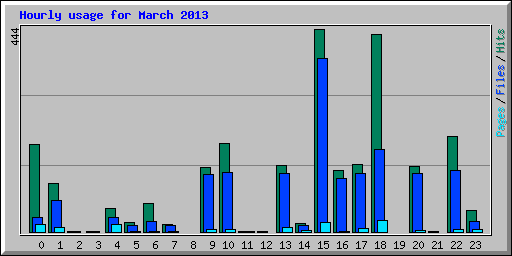 Hourly usage for March 2013
444
Pages/Files/Hits
0 1 2 3 4 5 6 7 8 9 10 11 12 13 14 15 16 17 18 19 20 21 22 23